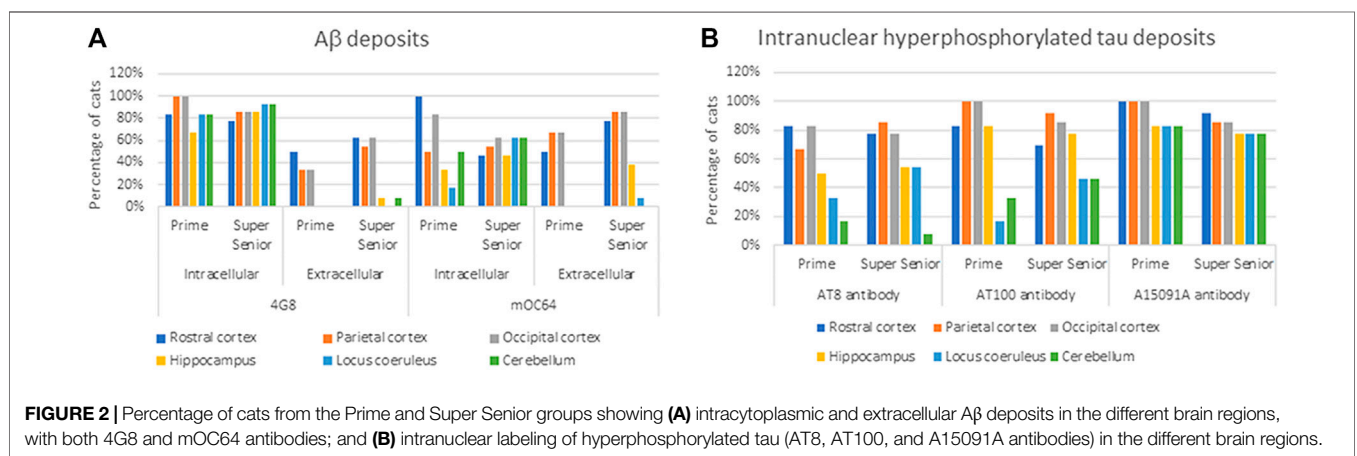 A
Aβ deposits
120%
100%
80%
60%
40%
20%
0%
Percentage of cats
Prime
Super Senior
Prime
Super Senior
Prime
Super Senior
Prime
Super Senior
Intracellular
Extracellular
Intracellular
Extracellular
4G8
mOC64
Rostral cortex
Parietal cortex
Occipital cortex
Hippocampus
Locus coeruleus
Cerebellum
B
Intranuclear hyperphosphorylated tau deposits
120%
100%
80%
60%
40%
20%
0%
Percentage of cats
Prime
Super Senior
Prime
Super Senior
Prime
Super Senior
AT8 antibody
AT100 antibody
A15091A antibody
Rostral cortex
Parietal cortex
Occipital cortex
Hippocampus
Locus coeruleus
Cerebellum
FIGURE 2 | Percentage of cats from the Prime and Super Senior groups showing (A) intracytoplasmic and extracellular Aβ deposits in the different brain regions,
with both 4G8 and mOC64 antibodies; and (B) intranuclear labeling of hyperphosphorylated tau (AT8, AT100, and A15091A antibodies) in the different brain regions.